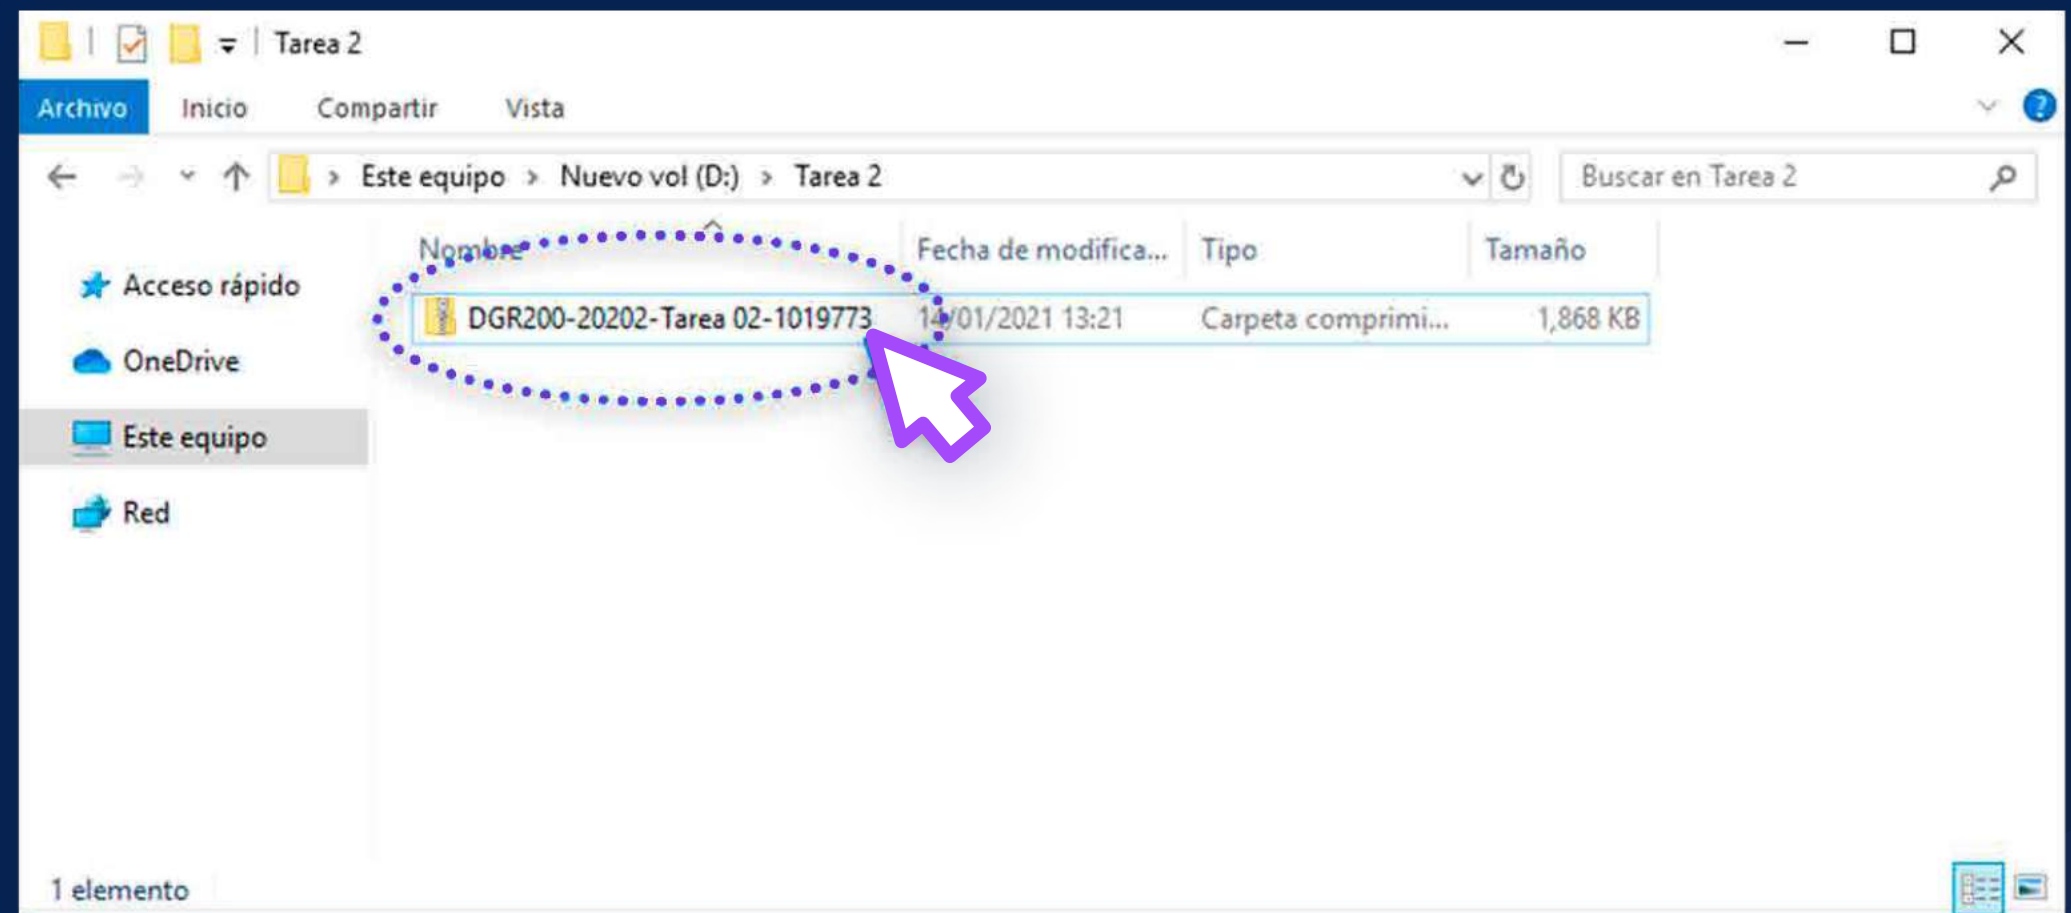 Tarea 2
Archivo Inicio Compartir Vista
Este equipo > Nuevo vol (D:) > Tarea 2 Buscar en Tarea 2
Nombre Fecha de modifica... Tipo Tamaño
Acceso rápido
DGR200-20202-Tarea 02-1019773 14/01/2021 13:21 Carpeta comprimi... 1,868 KB
OneDrive
Este equipo
Red
1 elemento